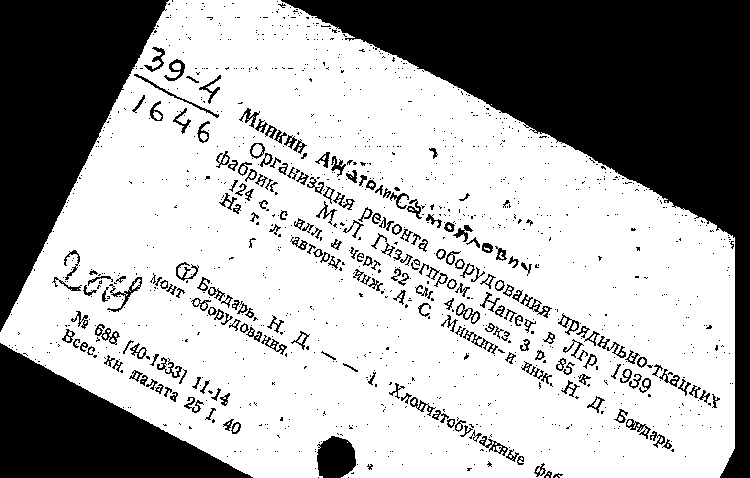 39-4
1646
Минкин, Анатолий Самойлович
Организация ремонта оборудования прядильно-ткацких
фабрик. М.-Л. Гизлегпром. Напеч. в Лгр. 1939.
124 с. с илл. и черт. 22 см. 4.000 экз. 3 р. 85 к.
На т. л. авторы: инж. А. С. Минкин и инж. Н. Д. Бондарь.
1 Бондарь, Н. Д. — — 1. Хлопчатобумажные
монт оборудования.
№ 688 [40-1333] 11-14
Всес. кн. палата 25 I. 40